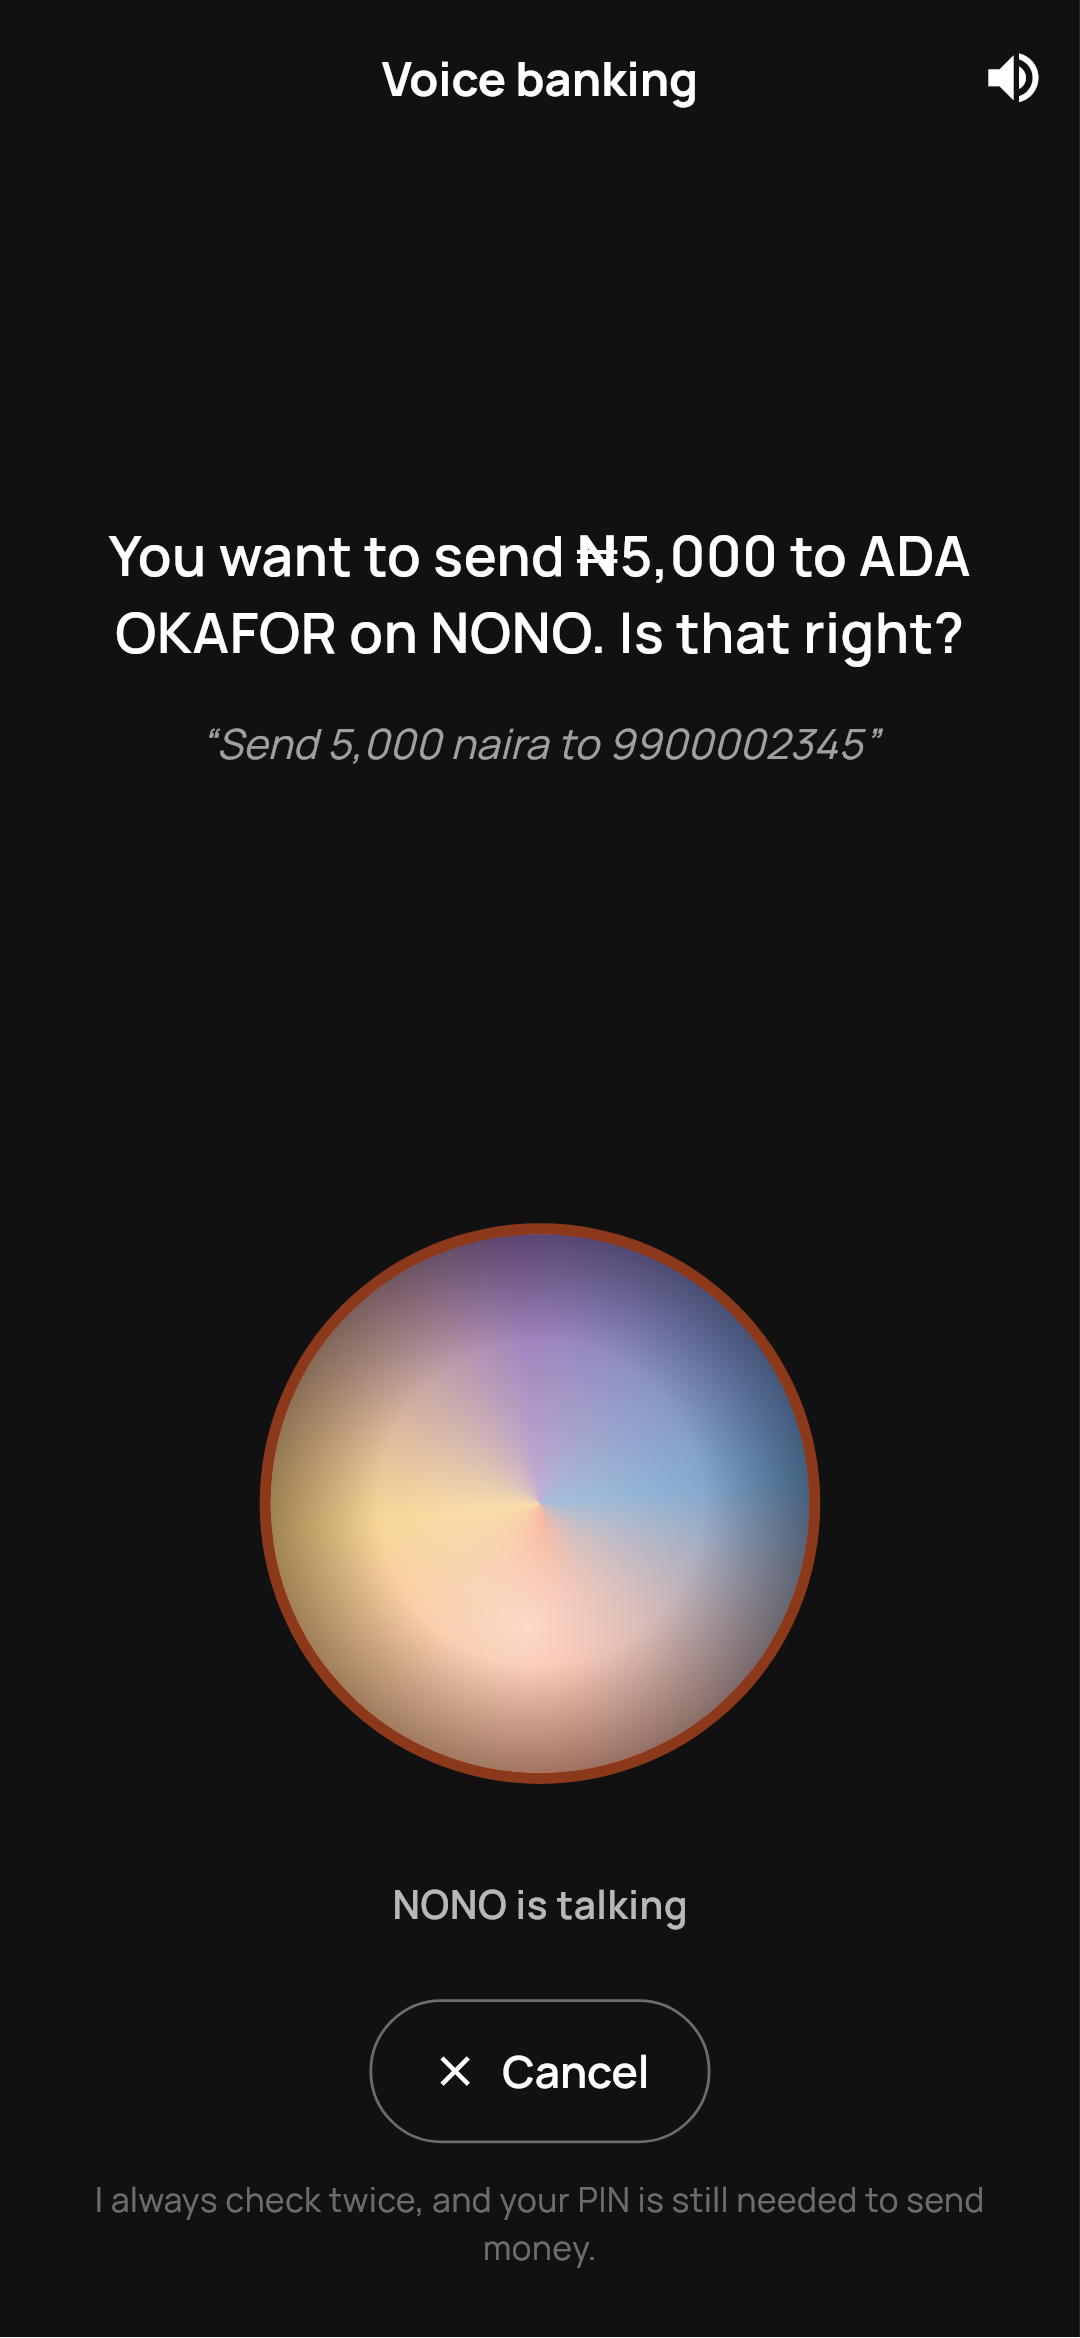 Voice banking
You want to send ₦5,000 to ADA
OKAFOR on NONO. Is that right?
“Send 5,000 naira to 9900002345”
NONO is talking
Cancel
I always check twice, and your PIN is still needed to send
money.